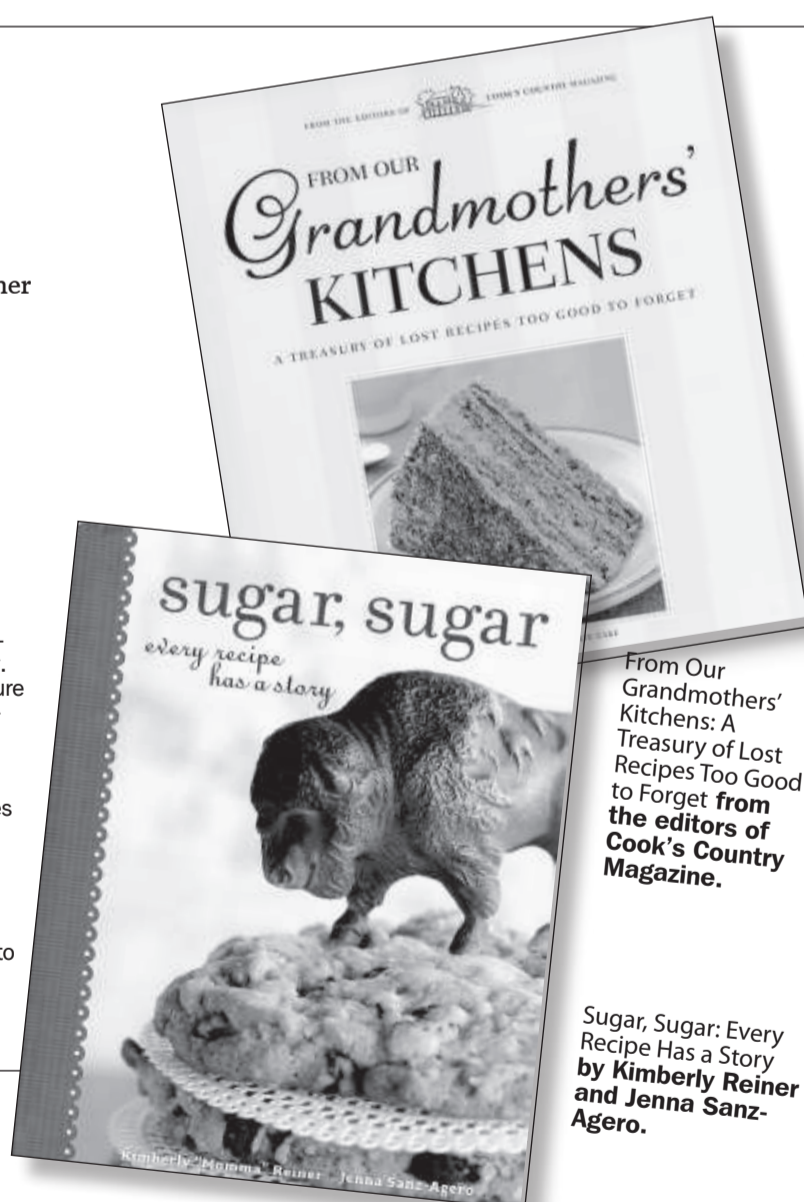 FROM THE EDITORS OF COOK'S COUNTRY MAGAZINE
FROM OUR
Grandmothers'
KITCHENS
A TREASURY OF LOST RECIPES TOO GOOD TO FORGET
sugar, sugar
every recipe
has a story
Kimberly "Momma" Reiner Jenna Sanz-Agero
From Our
Grandmothers'
Kitchens: A
Treasury of Lost
Recipes Too Good
to Forget from
the editors of
Cook's Country
Magazine.
Sugar, Sugar: Every
Recipe Has a Story
by Kimberly Reiner
and Jenna Sanz-
Agero.